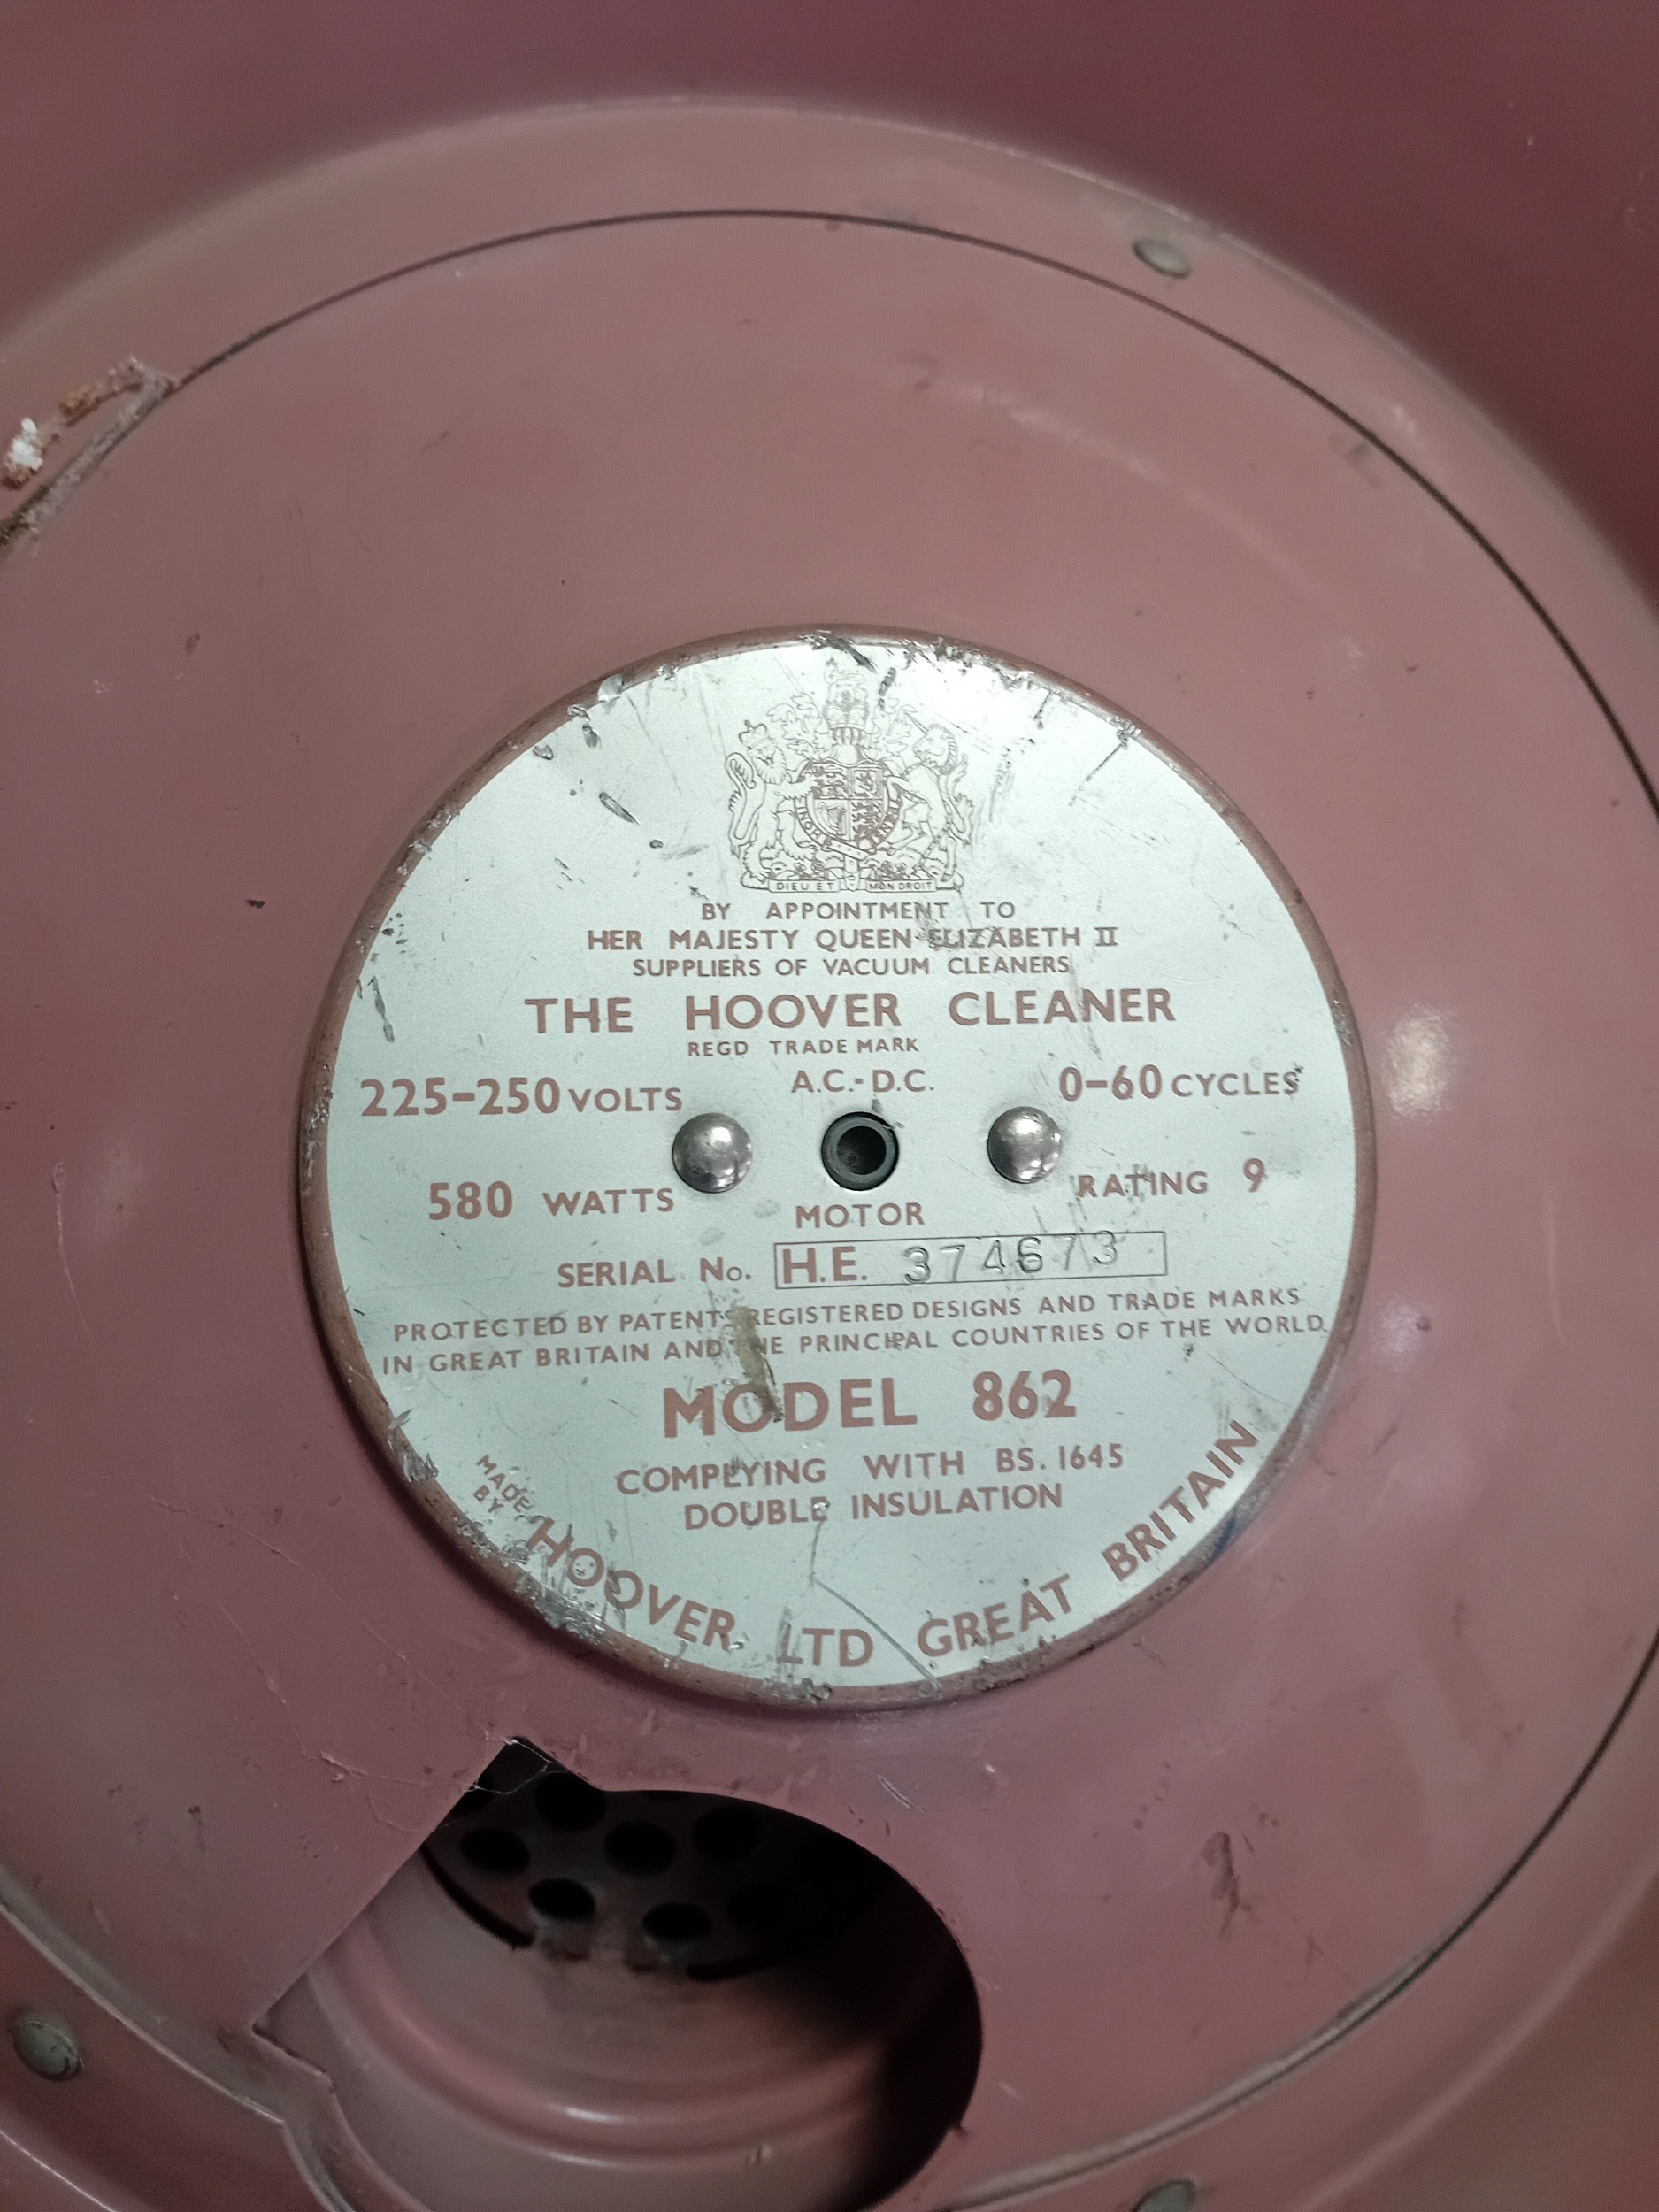 DIEU ET MON DROIT
BY APPOINTMENT TO
HER MAJESTY QUEEN ELIZABETH II
SUPPLIERS OF VACUUM CLEANERS
THE HOOVER CLEANER
REGD TRADE MARK
225-250 VOLTS A.C.-D.C. 0-60 CYCLES
580 WATTS MOTOR RATING 9
SERIAL No. H.E. 374673
PROTECTED BY PATENTS REGISTERED DESIGNS AND TRADE MARKS
IN GREAT BRITAIN AND THE PRINCIPAL COUNTRIES OF THE WORLD.
MODEL 862
COMPLYING WITH BS. 1645
DOUBLE INSULATION
MADE BY HOOVER LTD GREAT BRITAIN